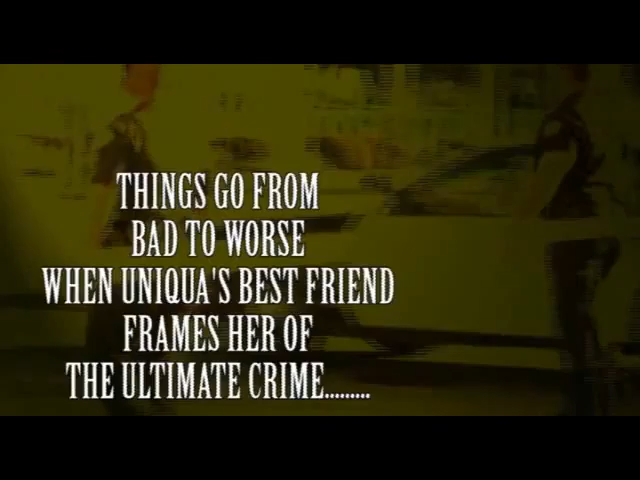 THINGS GO FROM
BAD TO WORSE
WHEN UNIQUA'S BEST FRIEND
FRAMES HER OF
THE ULTIMATE CRIME.........